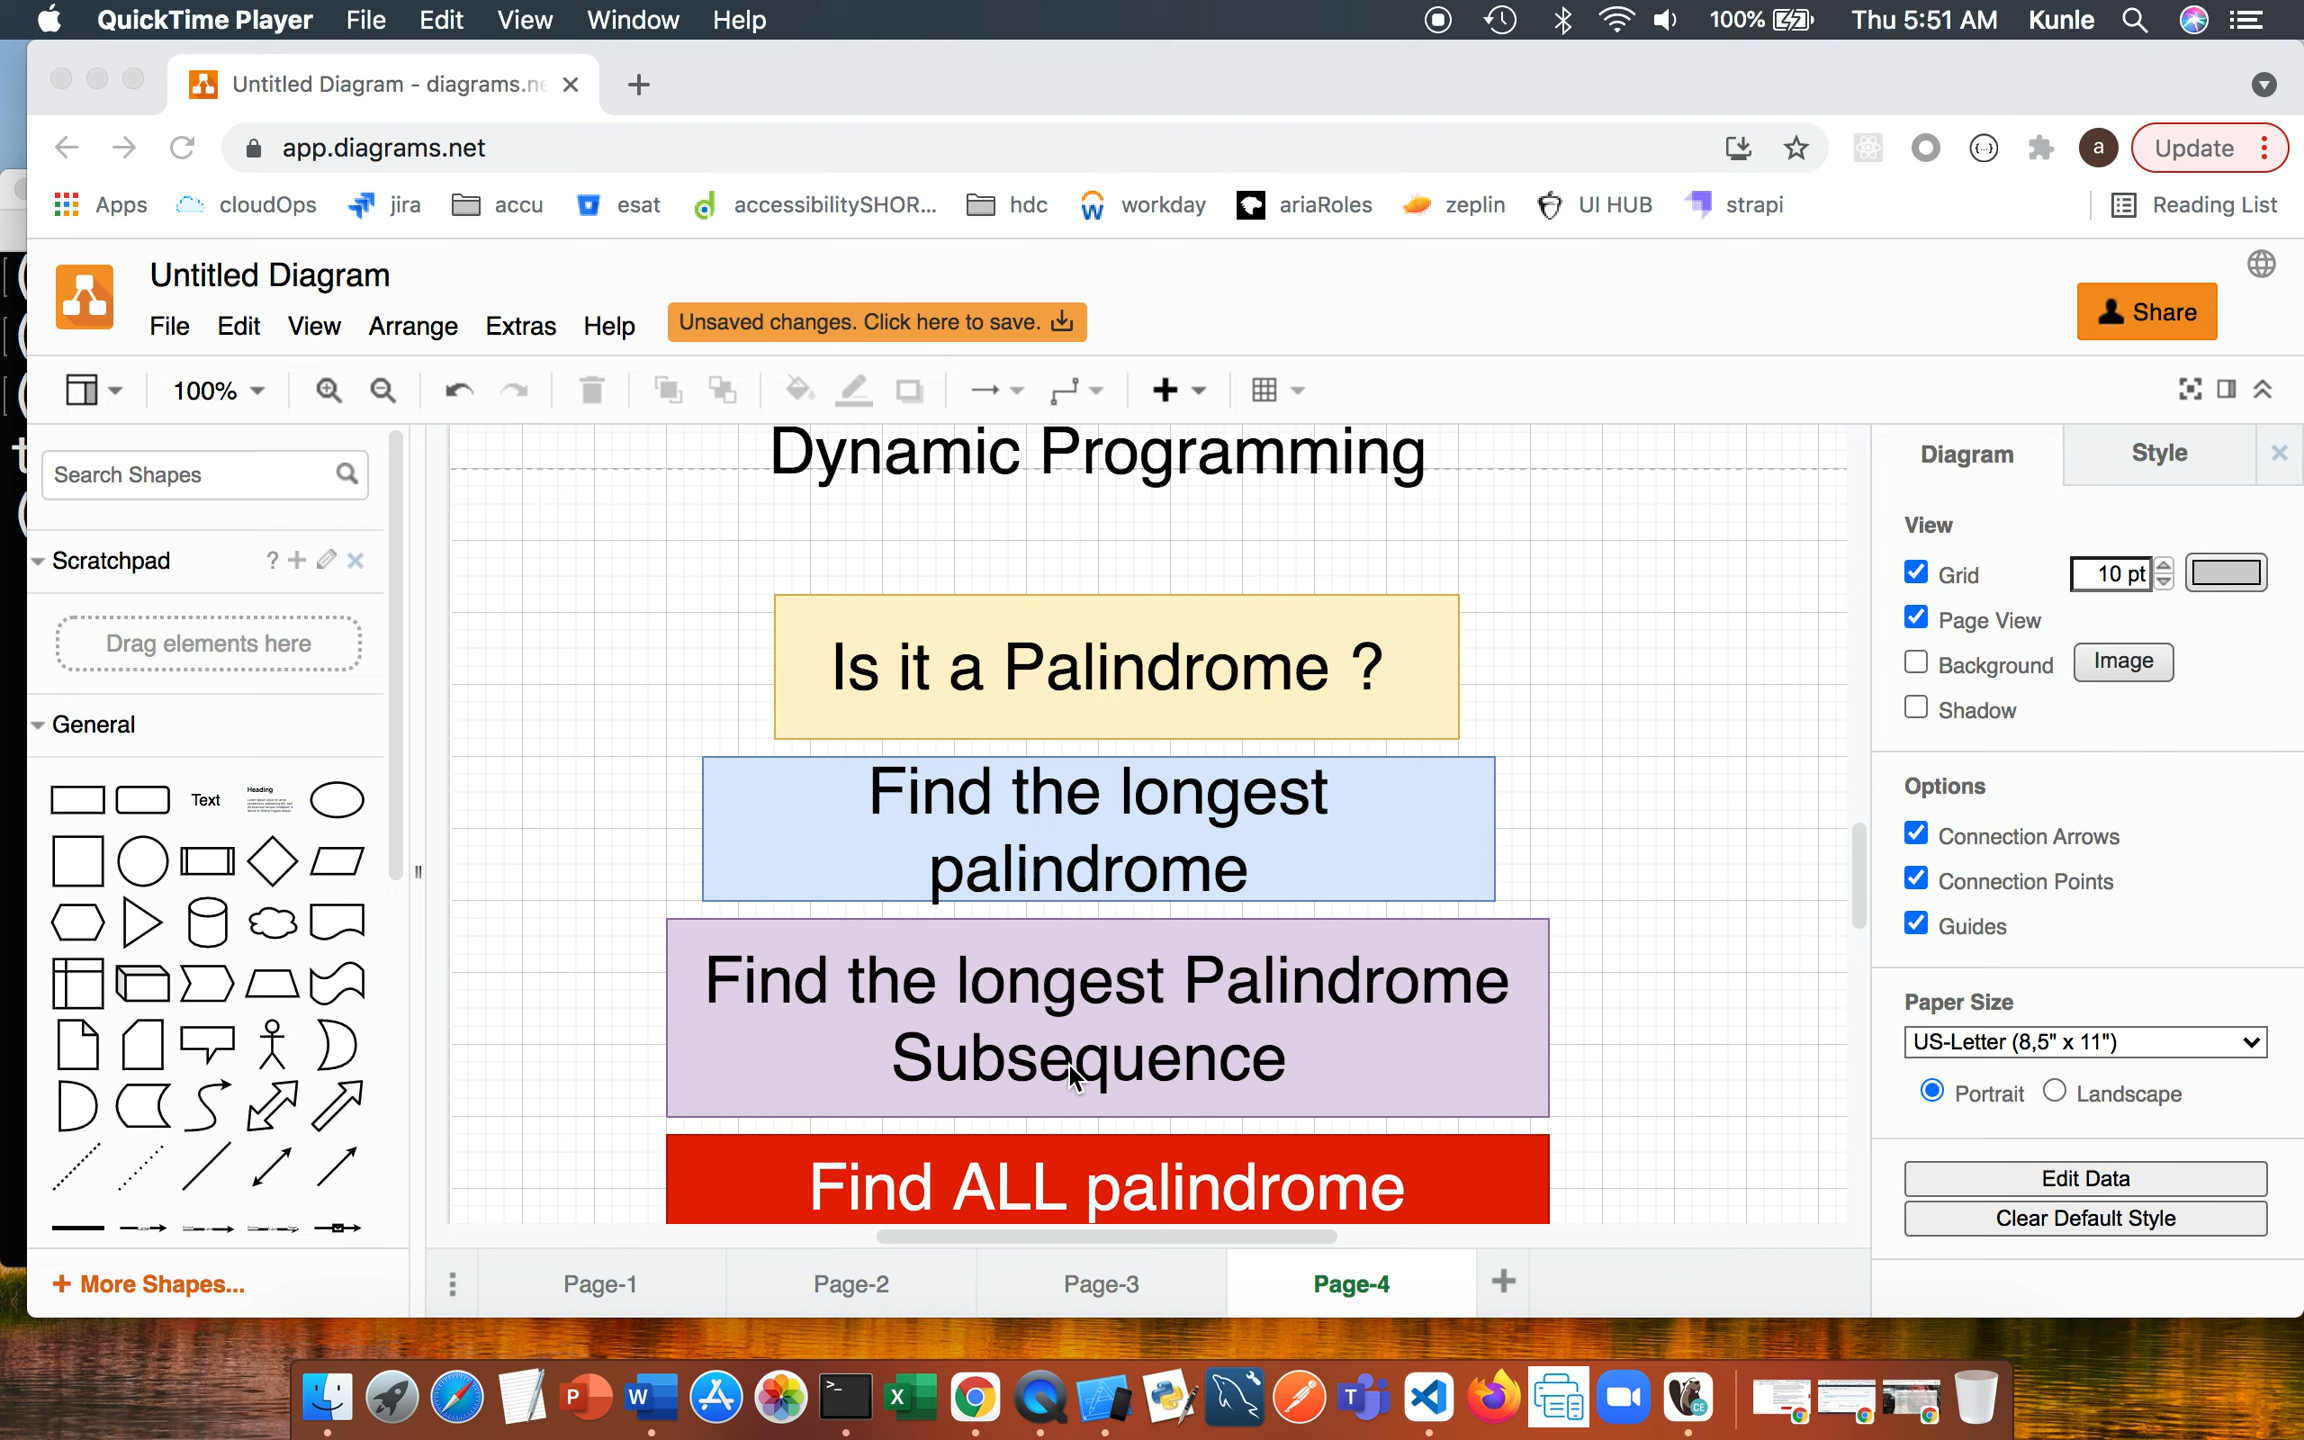 QuickTime Player File Edit View Window Help 100% Thu 5:51 AM Kunle
Untitled Diagram - diagrams.ne
app.diagrams.net a Update
Apps cloudOps jira accu esat accessibilitySHOR... hdc workday ariaRoles zeplin UI HUB strapi Reading List
Untitled Diagram
File Edit View Arrange Extras Help Unsaved changes. Click here to save. Share
100%
Search Shapes
Scratchpad ?
Drag elements here
General
Heading
Text
+ More Shapes...
Dynamic Programming
Is it a Palindrome ?
Find the longest
palindrome
Find the longest Palindrome
Subsequence
Find ALL palindrome
Page-1 Page-2 Page-3 Page-4
Diagram Style
View
Grid 10 pt
Page View
Background Image
Shadow
Options
Connection Arrows
Connection Points
Guides
Paper Size
US-Letter (8,5" x 11")
Portrait Landscape
Edit Data
Clear Default Style
P W X T CE